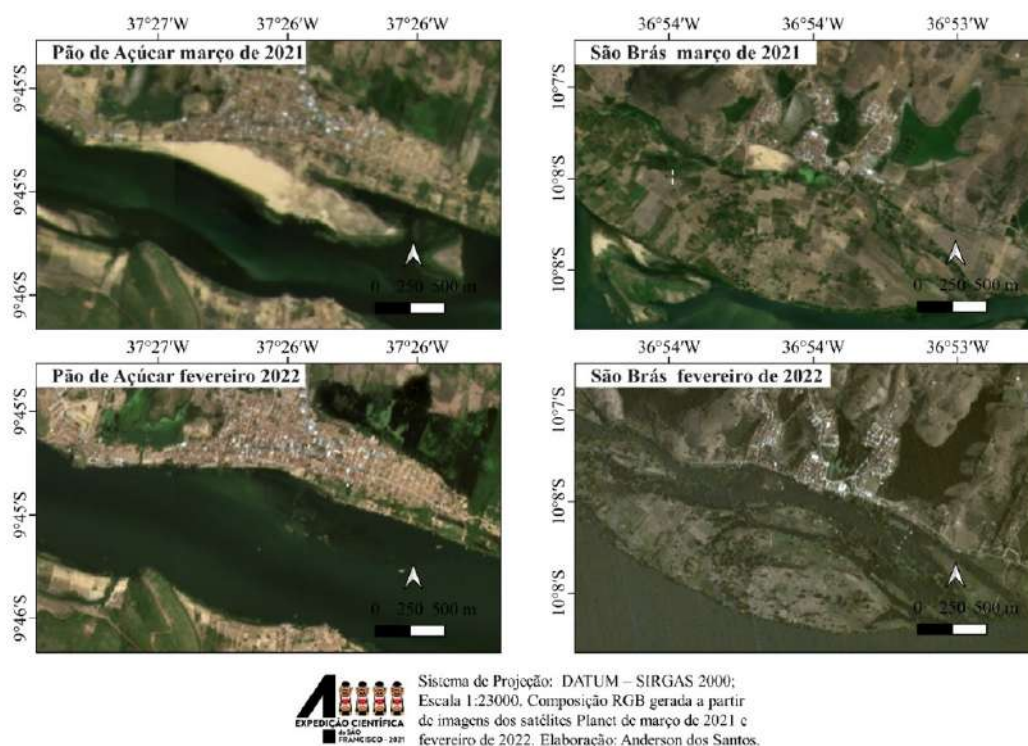 37°27'W 37°26'W 37°26'W
36°54'W 36°54'W 36°53'W
Pão de Açúcar março de 2021
São Brás março de 2021
9°45'S
9°45'S
9°46'S
10°7'S
10°8'S
10°8'S
0 250 500 m
0 250 500 m
37°27'W 37°26'W 37°26'W
36°54'W 36°54'W 36°53'W
Pão de Açúcar fevereiro 2022
São Brás fevereiro de 2022
9°45'S
9°45'S
9°46'S
10°7'S
10°8'S
10°8'S
0 250 500 m
0 250 500 m
EXPEDIÇÃO CIENTÍFICA
do SÃO
FRANCISCO - 2021
Sistema de Projeção: DATUM – SIRGAS 2000;
Escala 1:23000. Composição RGB gerada a partir
de imagens dos satélites Planet de março de 2021 e
fevereiro de 2022. Elaboração: Anderson dos Santos.